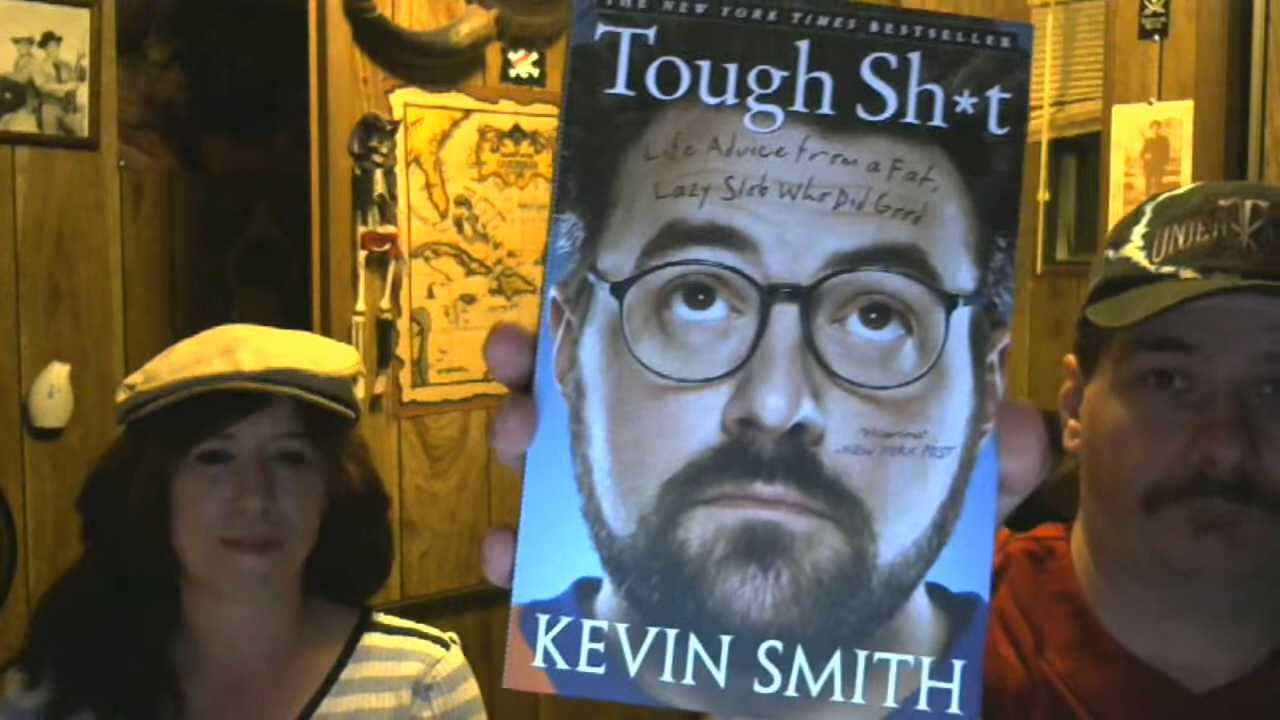 THE NEW YORK TIMES BESTSELLER
Tough Sh*t
Life Advice from a Fat,
Lazy Slob Who Did Good
NEW YORK POST
KEVIN SMITH